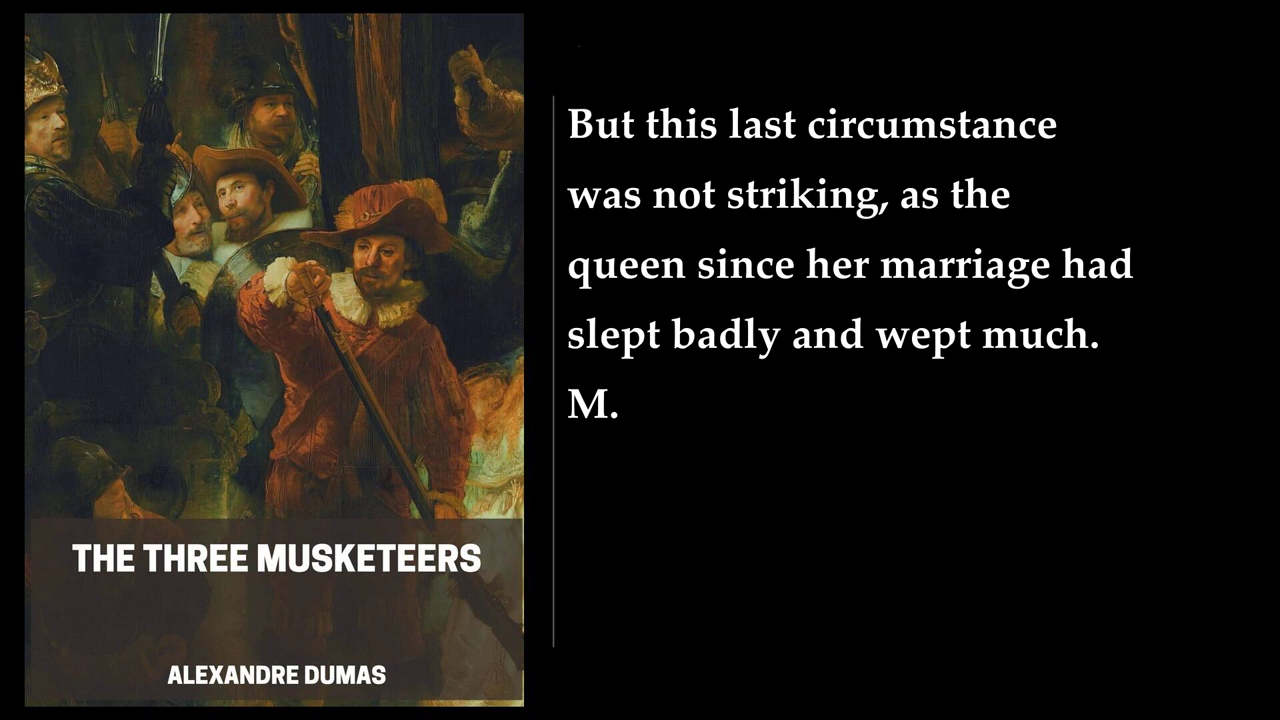 THE THREE MUSKETEERS
ALEXANDRE DUMAS
But this last circumstance
was not striking, as the
queen since her marriage had
slept badly and wept much.
M.